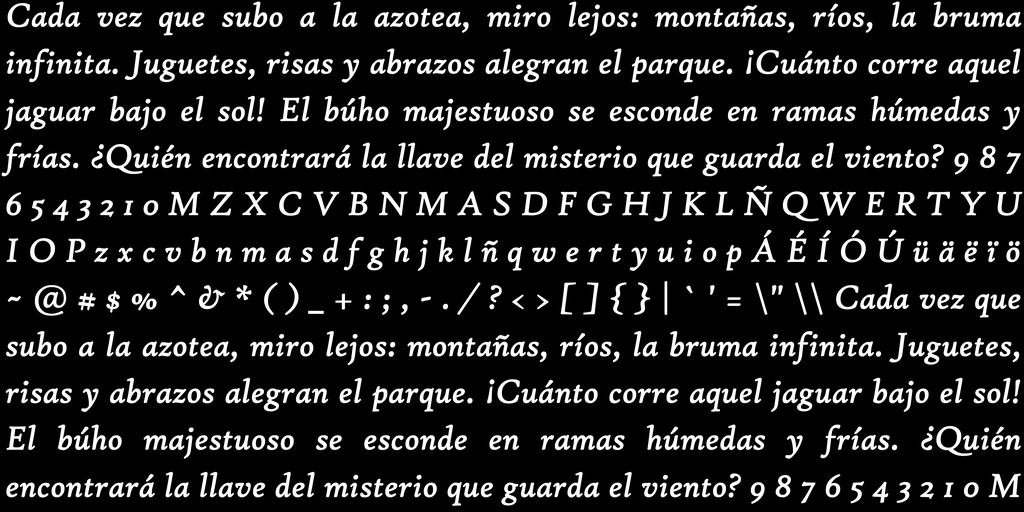 Cada vez que subo a la azotea, miro lejos: montañas, ríos, la bruma
infinita. Juguetes, risas y abrazos alegran el parque. ¡Cuánto corre aquel
jaguar bajo el sol! El búho majestuoso se esconde en ramas húmedas y
frías. ¿Quién encontrará la llave del misterio que guarda el viento? 9 8 7
6 5 4 3 2 1 0 M Z X C V B N M A S D F G H J K L Ñ Q W E R T Y U
I O P z x c v b n m a s d f g h j k l ñ q w e r t y u i o p Á É Í Ó Ú ü ä ë ï ö
~ @ # $ % ^ & * ( ) _ + : ; , - . / ? < > [ ] { } | ` ' = \" \\ Cada vez que
subo a la azotea, miro lejos: montañas, ríos, la bruma infinita. Juguetes,
risas y abrazos alegran el parque. ¡Cuánto corre aquel jaguar bajo el sol!
El búho majestuoso se esconde en ramas húmedas y frías. ¿Quién
encontrará la llave del misterio que guarda el viento? 9 8 7 6 5 4 3 2 1 0 M